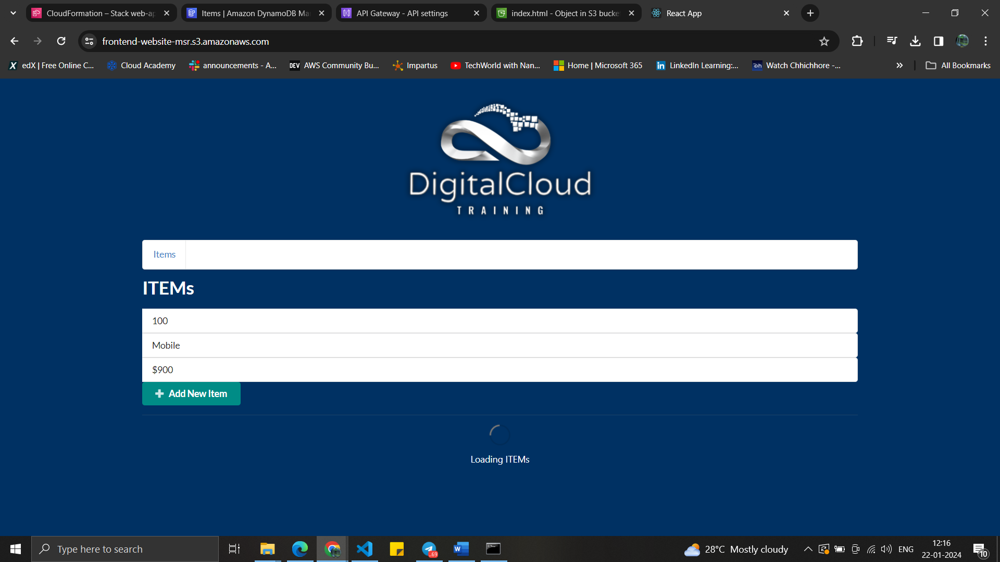 CloudFormation – Stack web-ap
Items | Amazon DynamoDB Ma
API Gateway - API settings
index.html - Object in S3 bucke
React App
frontend-website-msr.s3.amazonaws.com
edX | Free Online C...
Cloud Academy
announcements - A...
DEV
AWS Community Bu...
Impartus
TechWorld with Nan...
Home | Microsoft 365
LinkedIn Learning:...
Watch Chhichhore -...
All Bookmarks
DigitalCloud
TRAINING
Items
ITEMs
100
Mobile
$900
Add New Item
Loading ITEMs
Type here to search
28°C Mostly cloudy
ENG
12:16
22-01-2024
10